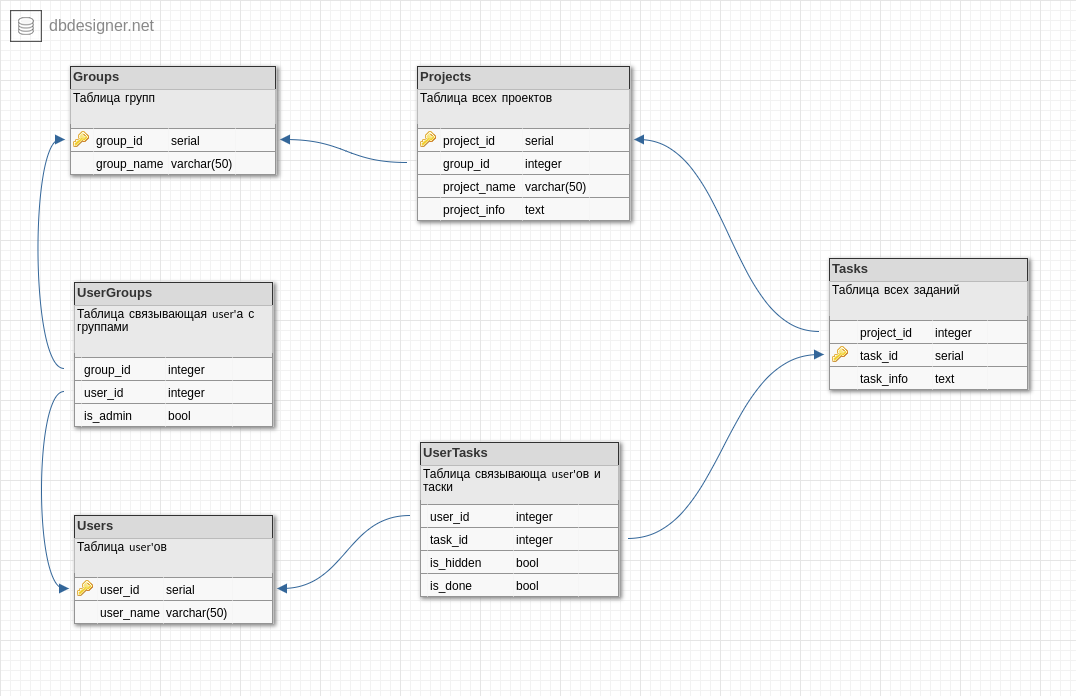 dbdesigner.net
Groups
Таблица групп
group_id serial
group_name varchar(50)
Projects
Таблица всех проектов
project_id serial
group_id integer
project_name varchar(50)
project_info text
Tasks
Таблица всех заданий
project_id integer
task_id serial
task_info text
UserGroups
Таблица связывающая user'а с
группами
group_id integer
user_id integer
is_admin bool
UserTasks
Таблица связывающа user'ов и
таски
user_id integer
task_id integer
is_hidden bool
is_done bool
Users
Таблица user'ов
user_id serial
user_name varchar(50)